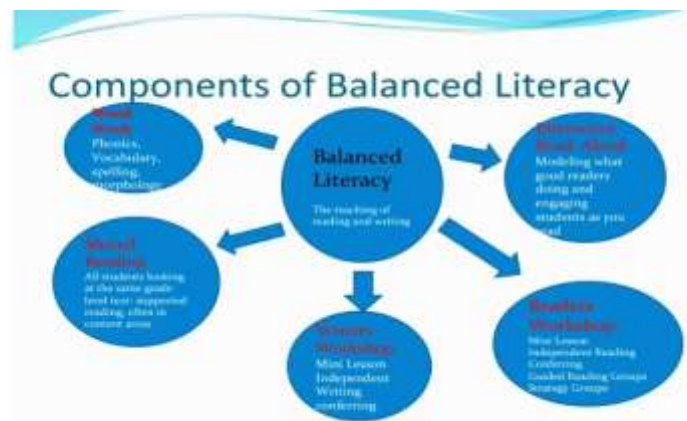 Components of Balanced Literacy
Word
Work
Phonics,
Vocabulary,
spelling,
morphology
Balanced
Literacy
The teaching of
reading and writing
Interactive
Read Aloud
Modeling what
good readers
doing and
engaging
students as you
read
Shared
Reading
All students looking
at the same grade
level text- supported
reading, often in
content areas
Writers
Workshop
Mini Lesson
Independent
Writing
conferring
Readers
Workshop
Mini Lesson
Independent Reading
Conferring
Guided Reading Groups
Strategy Groups